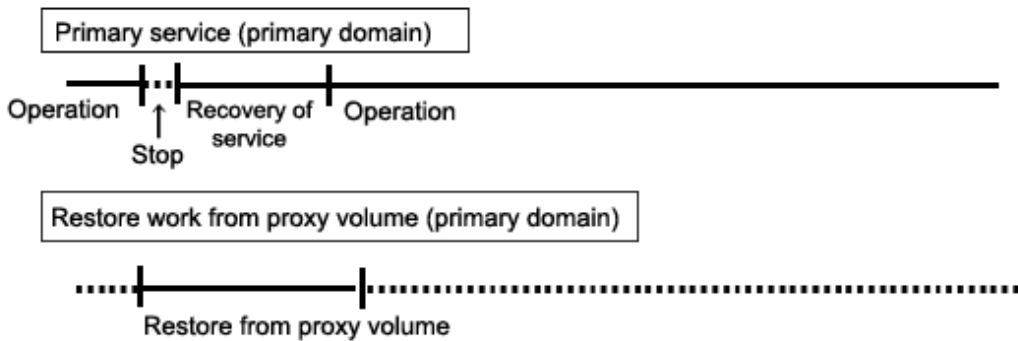 Primary service (primary domain)
Operation
Stop
Recovery of
service
Operation
Restore work from proxy volume (primary domain)
Restore from proxy volume